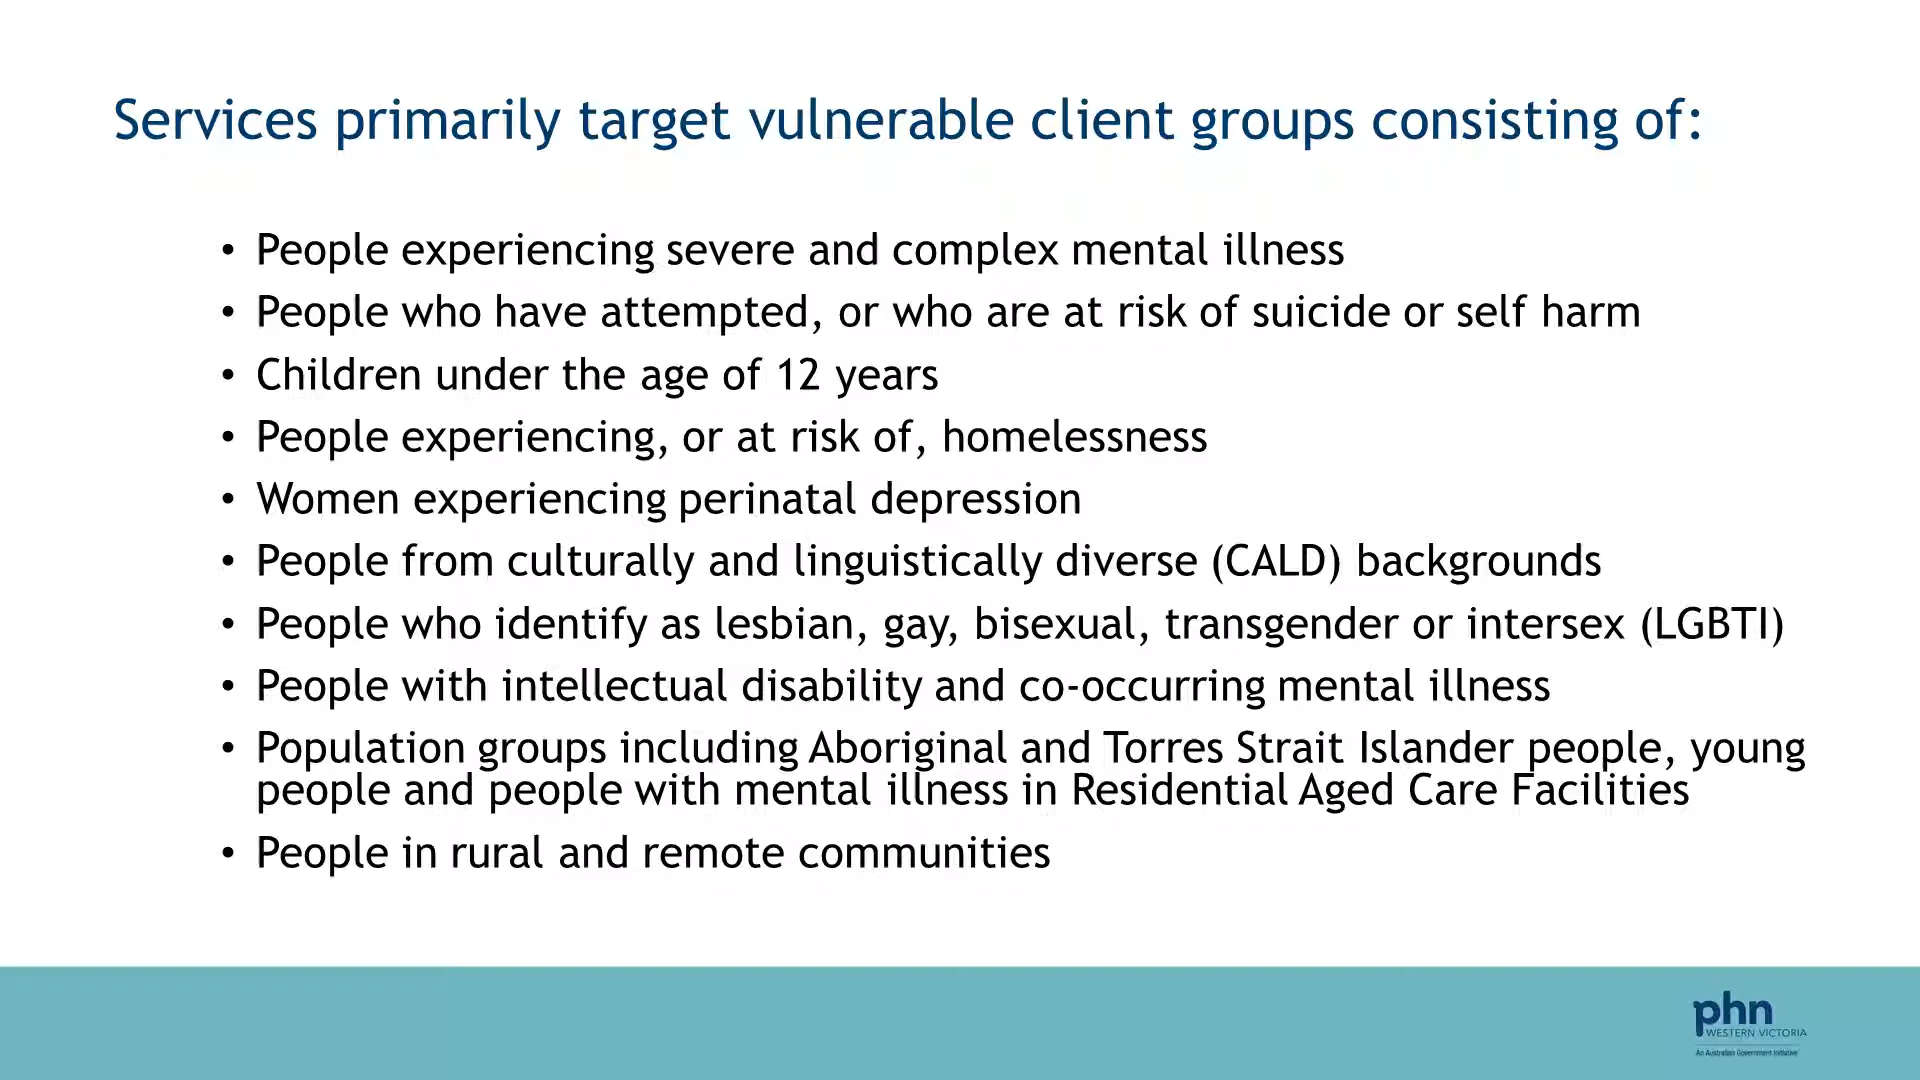 Services primarily target vulnerable client groups consisting of:
• People experiencing severe and complex mental illness
• People who have attempted, or who are at risk of suicide or self harm
• Children under the age of 12 years
• People experiencing, or at risk of, homelessness
• Women experiencing perinatal depression
• People from culturally and linguistically diverse (CALD) backgrounds
• People who identify as lesbian, gay, bisexual, transgender or intersex (LGBTI)
• People with intellectual disability and co-occurring mental illness
• Population groups including Aboriginal and Torres Strait Islander people, young
people and people with mental illness in Residential Aged Care Facilities
• People in rural and remote communities
phn
WESTERN VICTORIA
An Australian Government Initiative